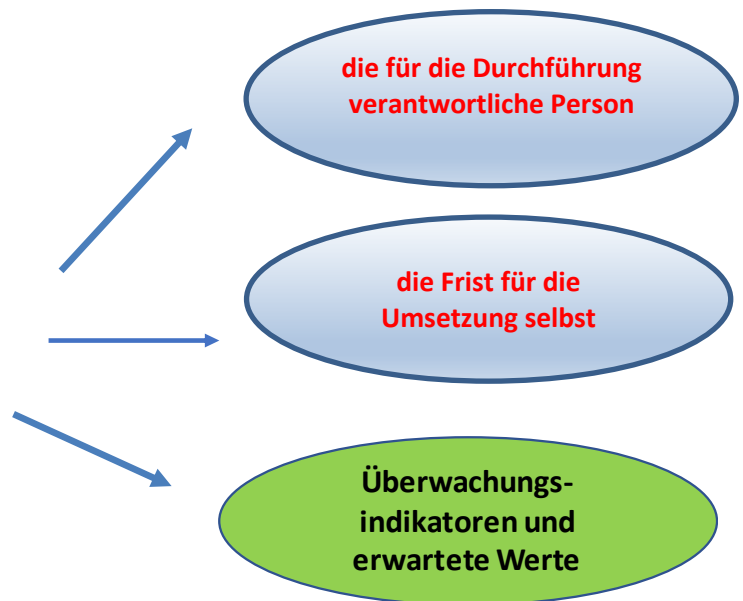 die für die Durchführung
verantwortliche Person
die Frist für die
Umsetzung selbst
Überwachungs-
indikatoren und
erwartete Werte